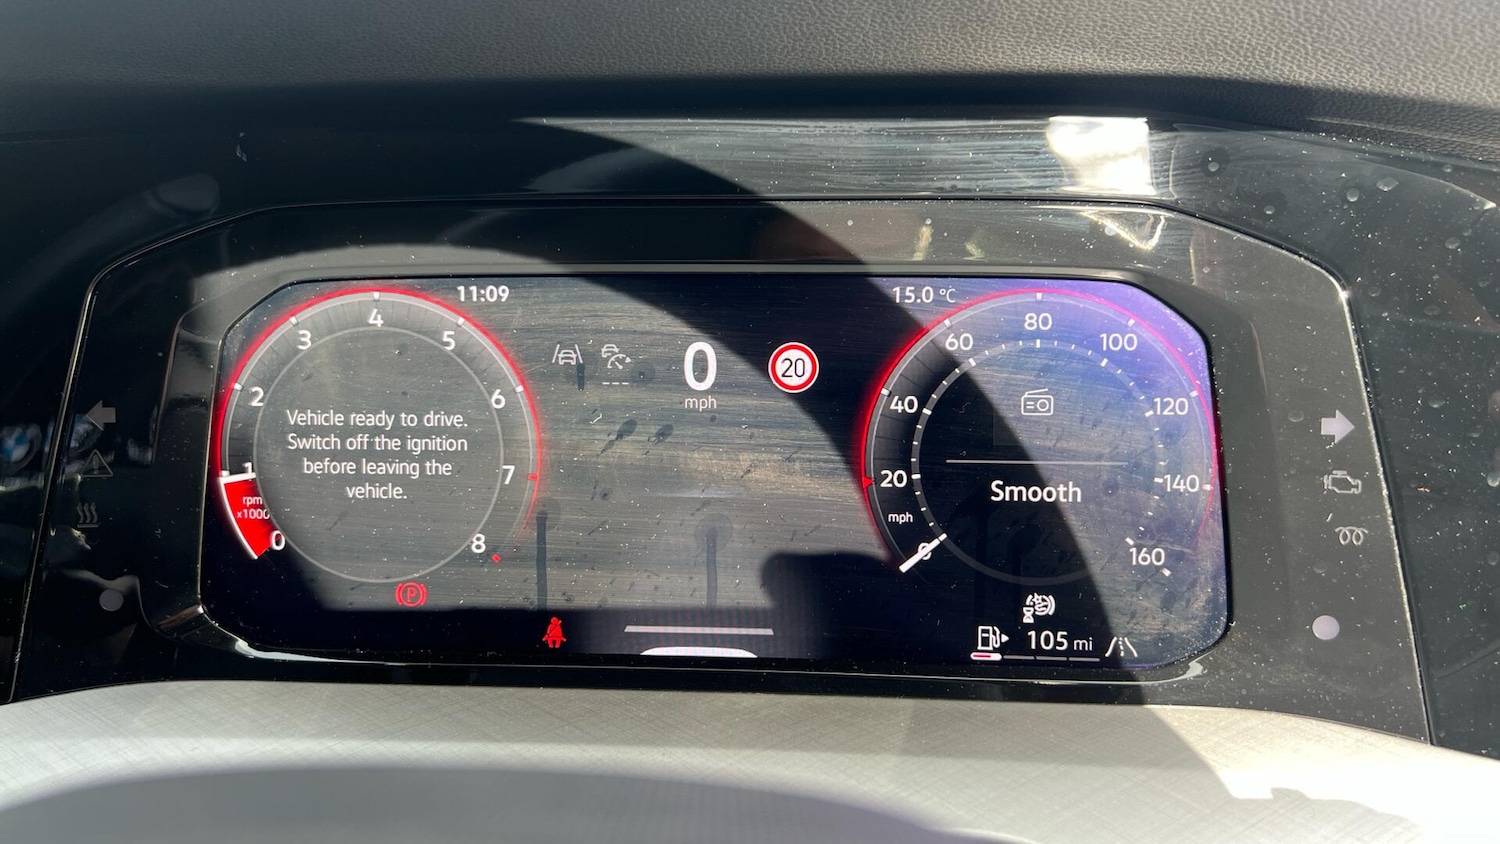 11:09
15.0 °C
4
3
5
2
6
1
7
rpm
x1000
0
8
Vehicle ready to drive.
Switch off the ignition
before leaving the
vehicle.
P
0
mph
20
80
60
100
40
120
20
140
mph
0
160
Smooth
105 mi